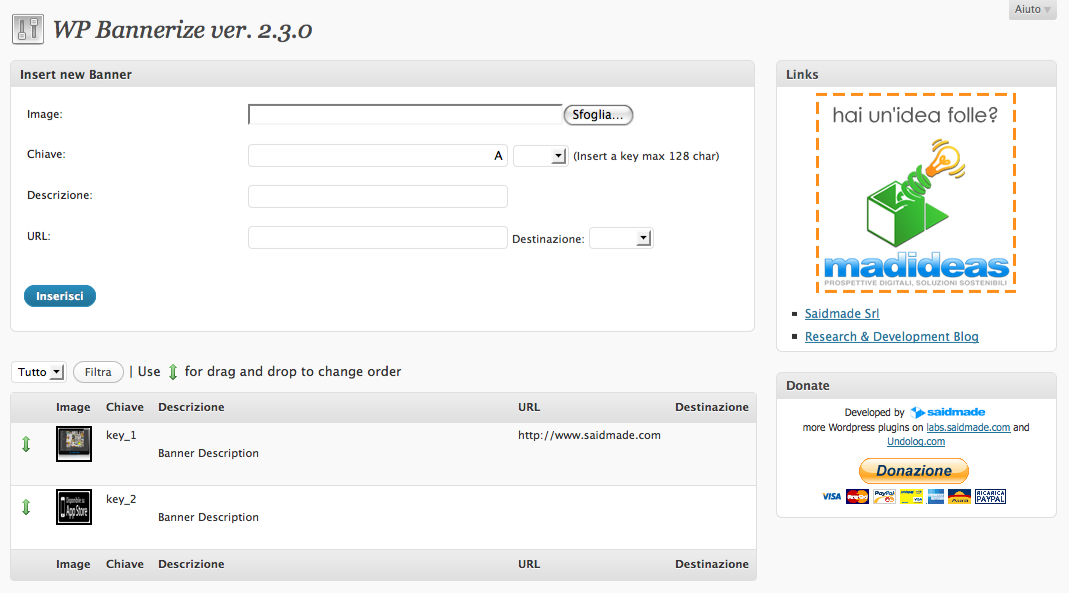 Aiuto
WP Bannerize ver. 2.3.0
Insert new Banner
Image:
Sfoglia...
Chiave:
A
(Insert a key max 128 char)
Descrizione:
URL:
Destinazione:
Inserisci
Tutto
Filtra
| Use for drag and drop to change order
Image Chiave Descrizione URL Destinazione
key_1
http://www.saidmade.com
Banner Description
Disponibile su
App Store
key_2
Banner Description
Image Chiave Descrizione URL Destinazione
Links
hai un'idea folle?
madideas
PROSPETTIVE DIGITALI, SOLUZIONI SOSTENIBILI
Saidmade Srl
Research & Development Blog
Donate
Developed by saidmade
more Wordpress plugins on labs.saidmade.com and
Undolog.com
Donazione
VISA PayPal RICARICA
PAYPAL